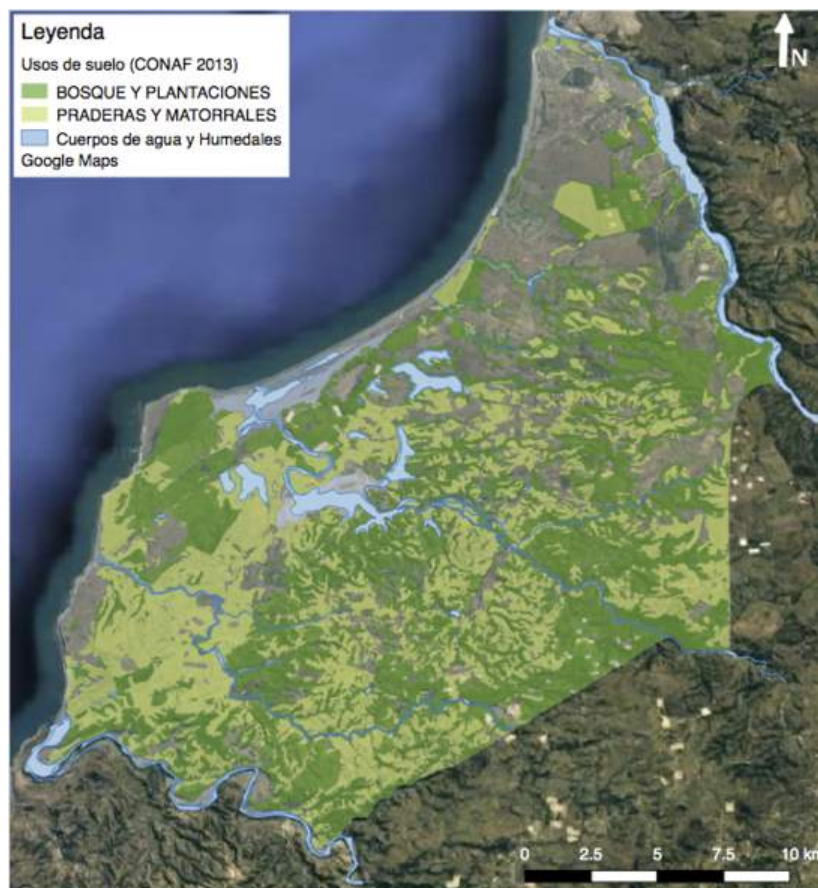 Leyenda
Usos de suelo (CONAF 2013)
BOSQUE Y PLANTACIONES
PRADERAS Y MATORRALES
Cuerpos de agua y Humedales
Google Maps
N
0 2.5 5 7.5 10 km